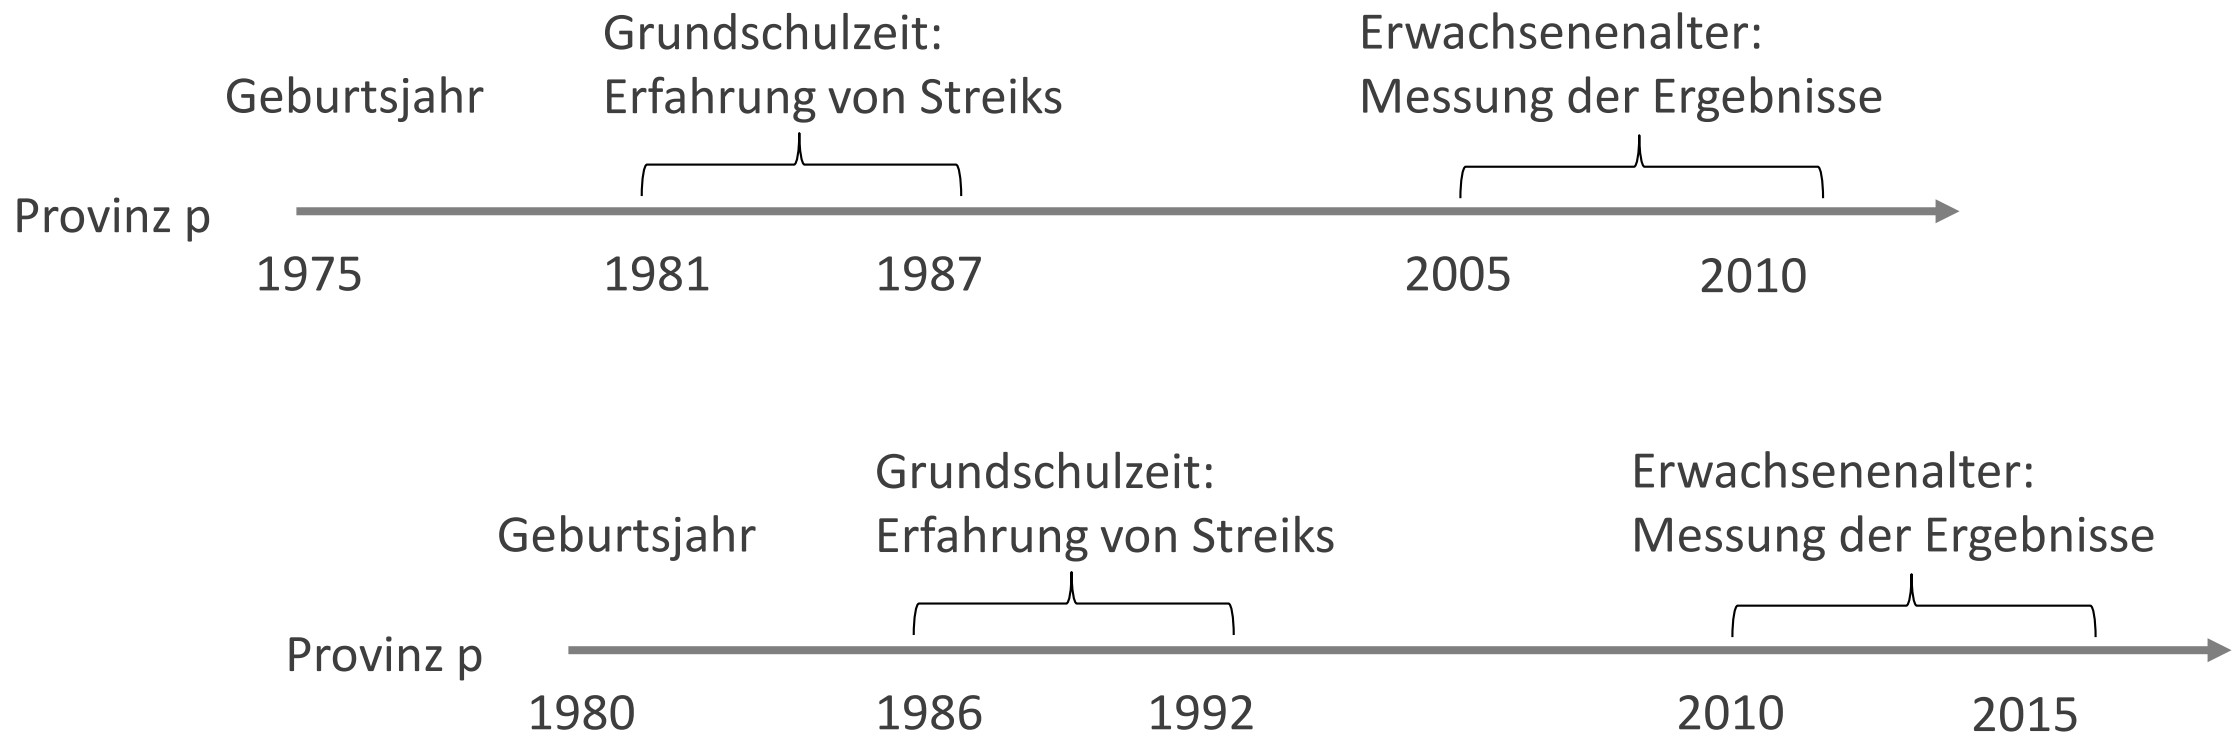 Grundschulzeit:
Erfahrung von Streiks
Erwachsenenalter:
Messung der Ergebnisse
Geburtsjahr
Provinz p
1975
1981
1987
2005
2010
Grundschulzeit:
Erfahrung von Streiks
Erwachsenenalter:
Messung der Ergebnisse
Geburtsjahr
Provinz p
1980
1986
1992
2010
2015